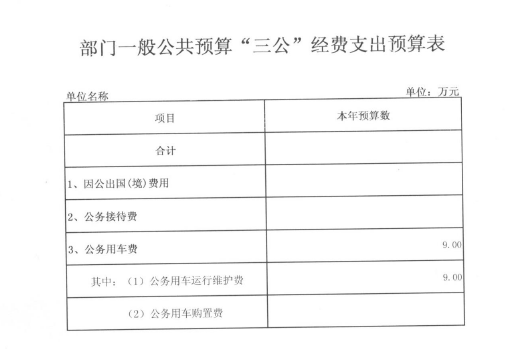 部门一般公共预算“三公”经费支出预算表
单位名称 单位：万元
项目 本年预算数
合计
1、因公出国(境)费用
2、公务接待费
3、公务用车费 9.00
其中：（1）公务用车运行维护费 9.00
（2）公务用车购置费